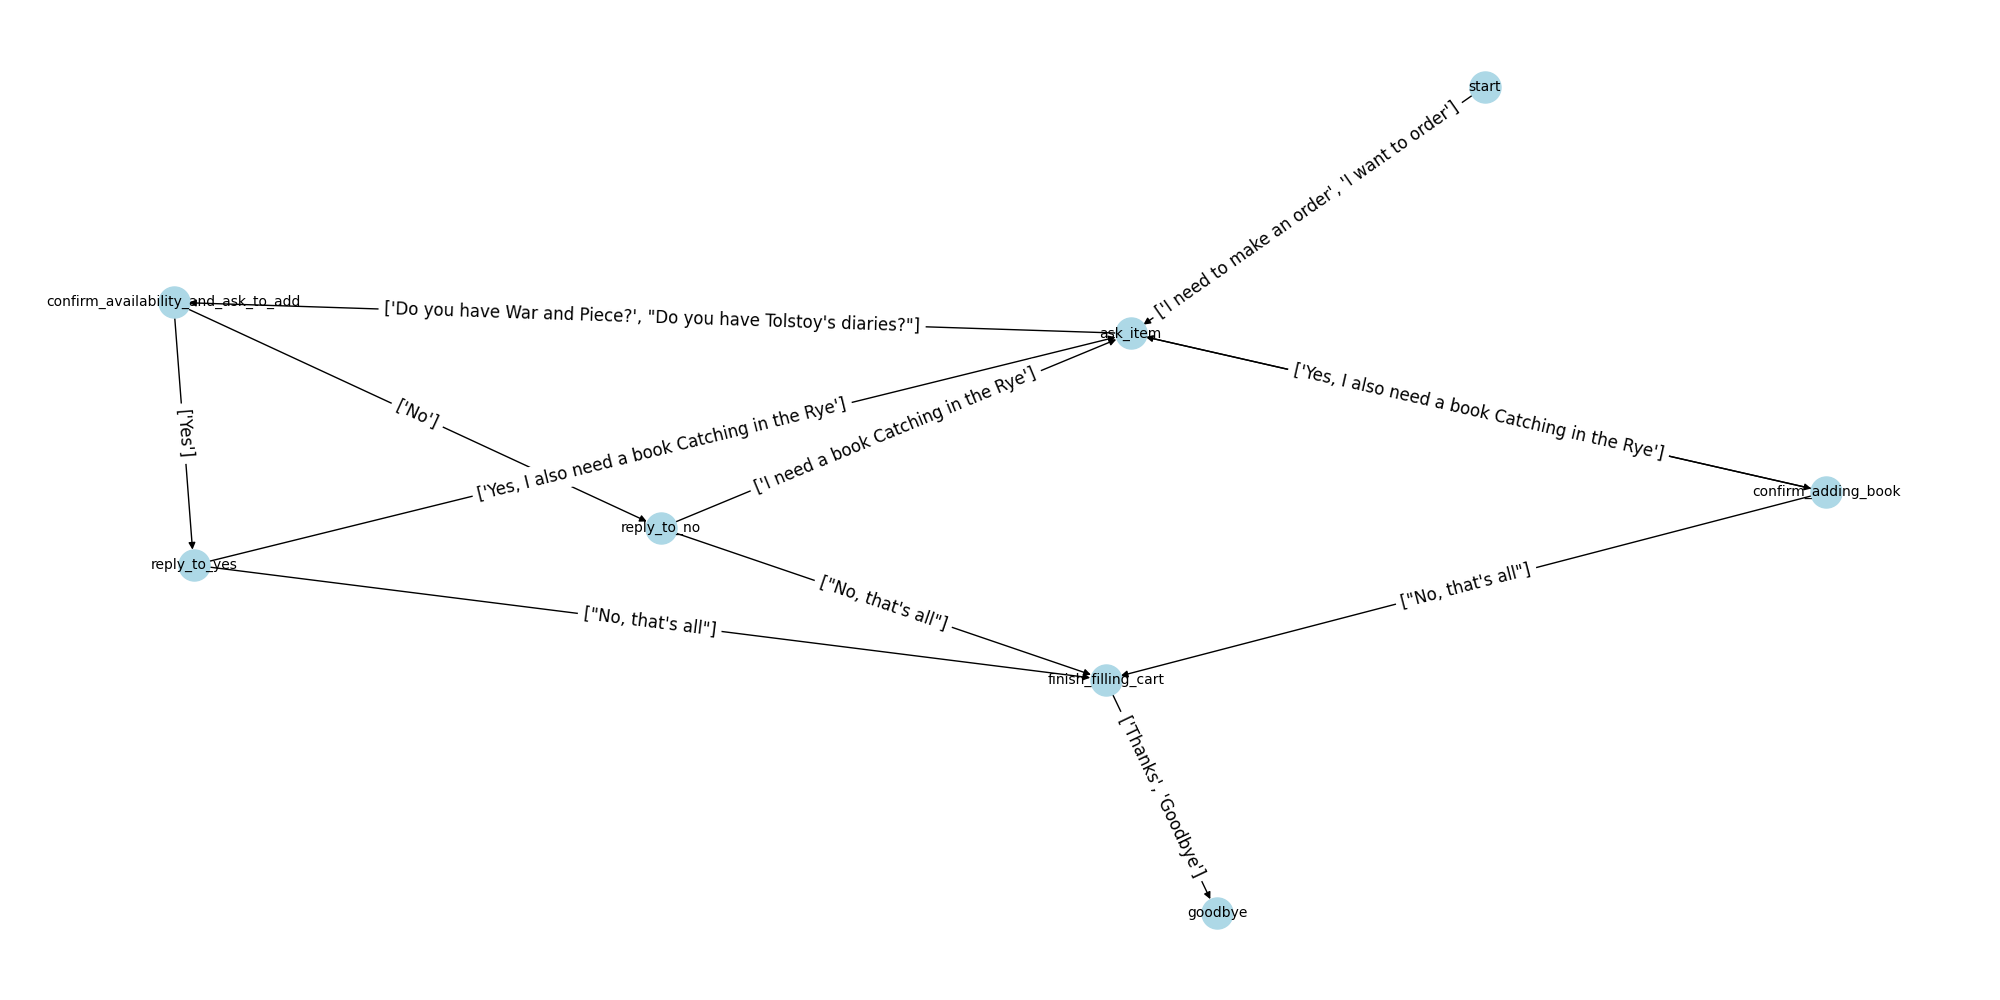 start
['I need to make an order', 'I want to order']
confirm_availability_and_ask_to_add
['Do you have War and Piece?', "Do you have Tolstoy's diaries?"]
ask_item
['Yes, I also need a book Catching in the Rye']
['No']
['Yes']
['Yes, I also need a book Catching in the Rye']
['I need a book Catching in the Rye']
confirm_adding_book
reply_to_no
reply_to_yes
["No, that's all"]
["No, that's all"]
["No, that's all"]
finish_filling_cart
['Thanks', 'Goodbye']
goodbye